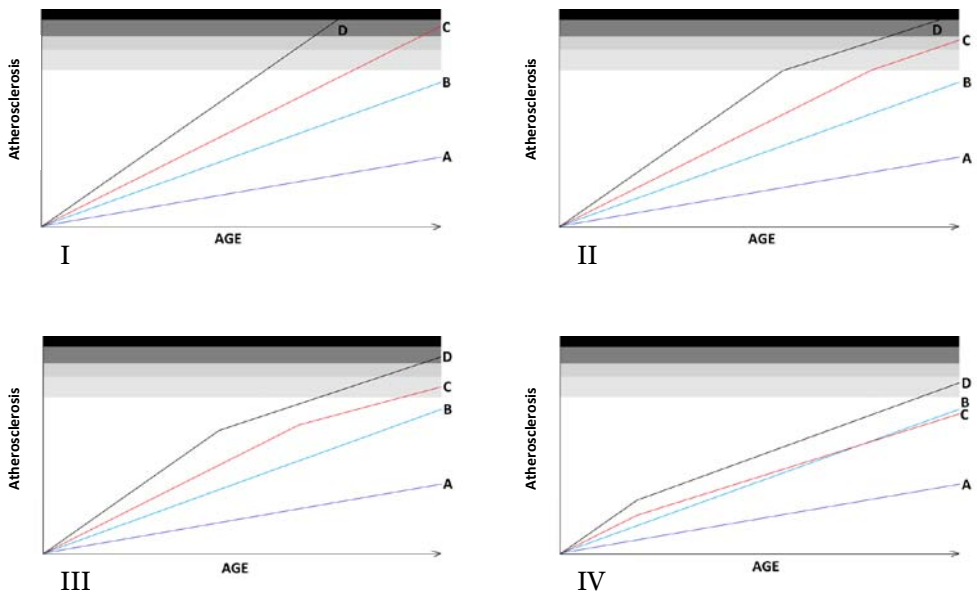 Atherosclerosis
D
C
B
A
AGE
I
Atherosclerosis
D
C
B
A
AGE
II
Atherosclerosis
D
C
B
A
AGE
III
Atherosclerosis
D
B
C
A
AGE
IV